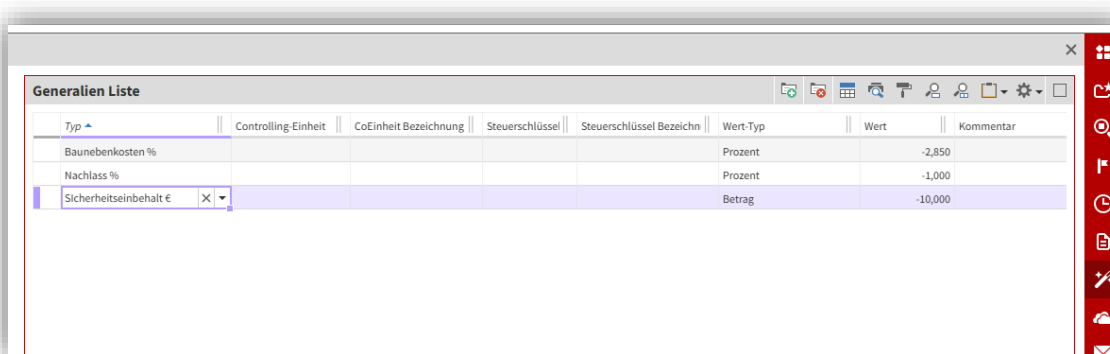 Generalien Liste
Typ Controlling-Einheit CoEinheit Bezeichnung Steuerschlüssel Steuerschlüssel Bezeichn Wert-Typ Wert Kommentar
Baunebenkosten % Prozent -2,850
Nachlass % Prozent -1,000
SIcherheitseinbehalt € Betrag -10,000